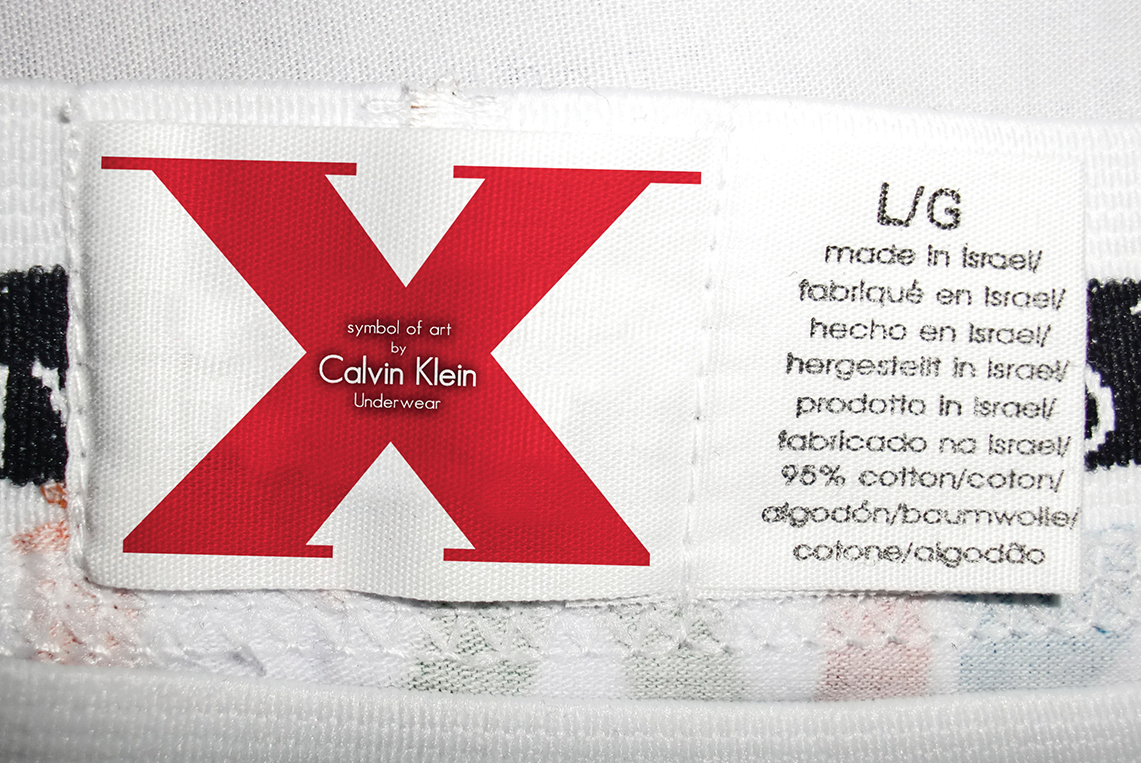 X
symbol of art
by
Calvin Klein
Underwear
L/G
made in israel/
fabriqué en israel/
hecho en israel/
hergestellt in israel/
prodotto in israel/
fabricado na israel/
95% cotton/coton/
algodón/baumwolle/
cotone/algodão